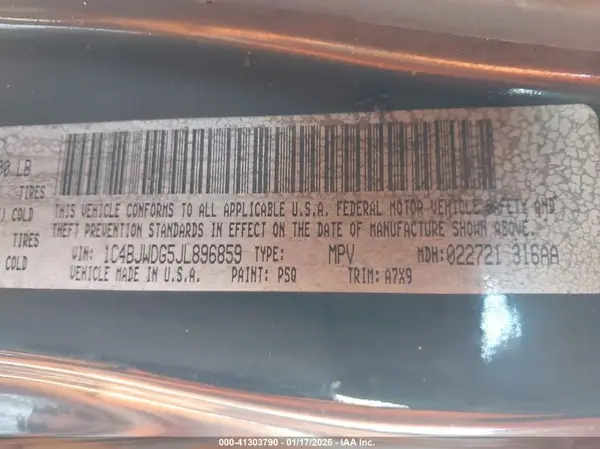 00 LB
TIRES
COLD
TIRES
COLD
THIS VEHICLE CONFORMS TO ALL APPLICABLE U.S.A. FEDERAL MOTOR VEHICLE SAFETY AND
THEFT PREVENTION STANDARDS IN EFFECT ON THE DATE OF MANUFACTURE SHOWN ABOVE.
VIN: 1C4BJWDG5JL896859 TYPE: MPV MDH: 022721 316AA
VEHICLE MADE IN U.S.A. PAINT: PSQ TRIM: A7X9
000-41303790 - 01/17/2025 - IAA Inc.